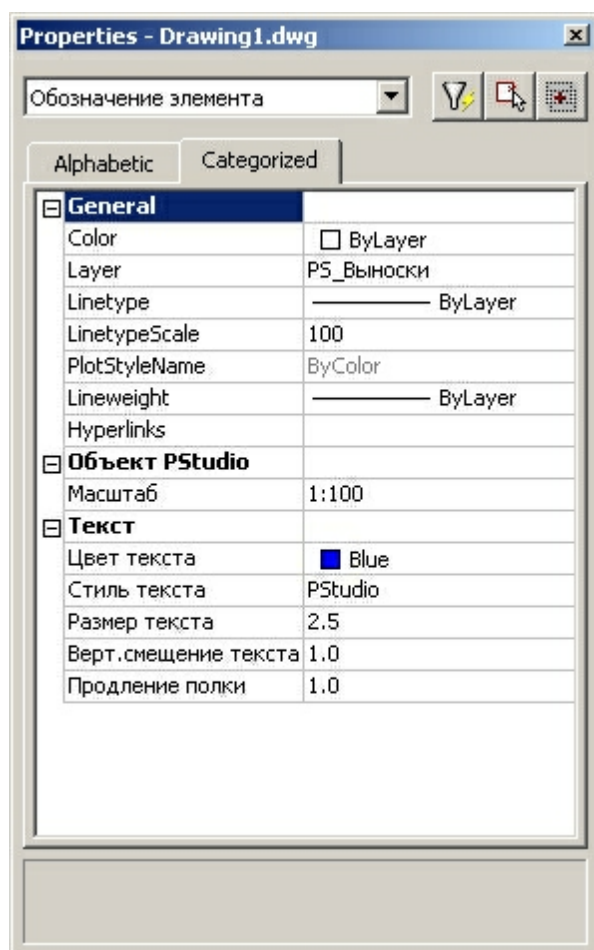 Properties - Drawing1.dwg
Обозначение элемента
Alphabetic Categorized
General
Color ByLayer
Layer PS_Выноски
Linetype ByLayer
LinetypeScale 100
PlotStyleName ByColor
Lineweight ByLayer
Hyperlinks
Объект PStudio
Масштаб 1:100
Текст
Цвет текста Blue
Стиль текста PStudio
Размер текста 2.5
Верт.смещение текста 1.0
Продление полки 1.0